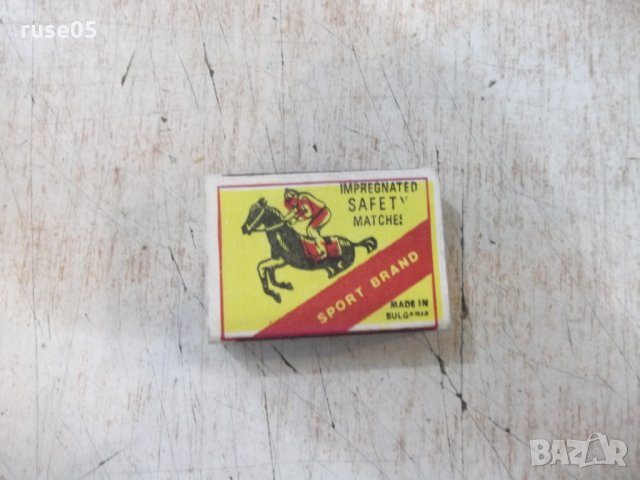 ruse05
IMPREGNATED
SAFETY
MATCHES
SPORT BRAND
MADE IN
BULGARIA
BAZAR